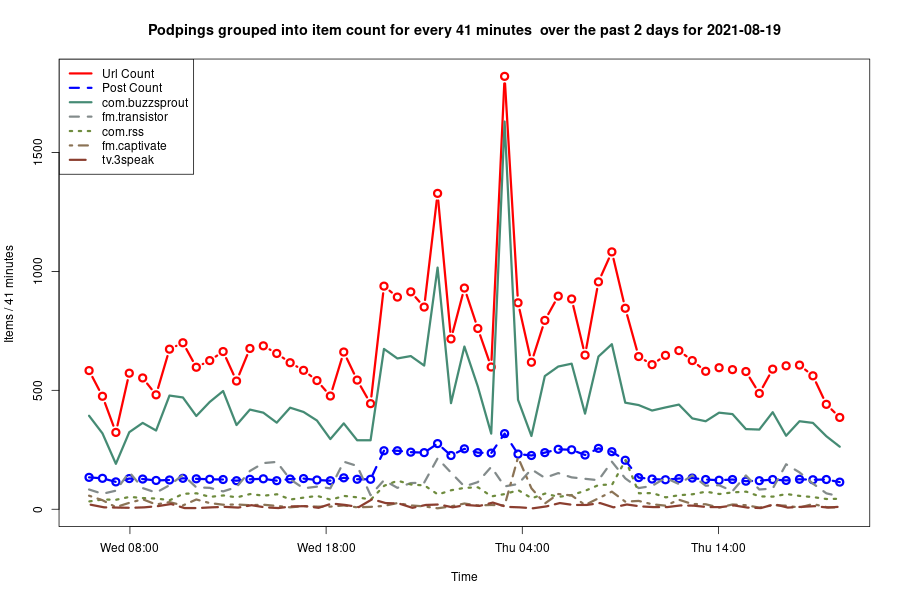 Podpings grouped into item count for every 41 minutes  over the past 2 days for 2021-08-19
Url Count
Post Count
com.buzzsprout
fm.transistor
com.rss
fm.captivate
tv.3speak
Items / 41 minutes
1500
1000
500
0
Wed 08:00 Wed 18:00 Thu 04:00 Thu 14:00
Time